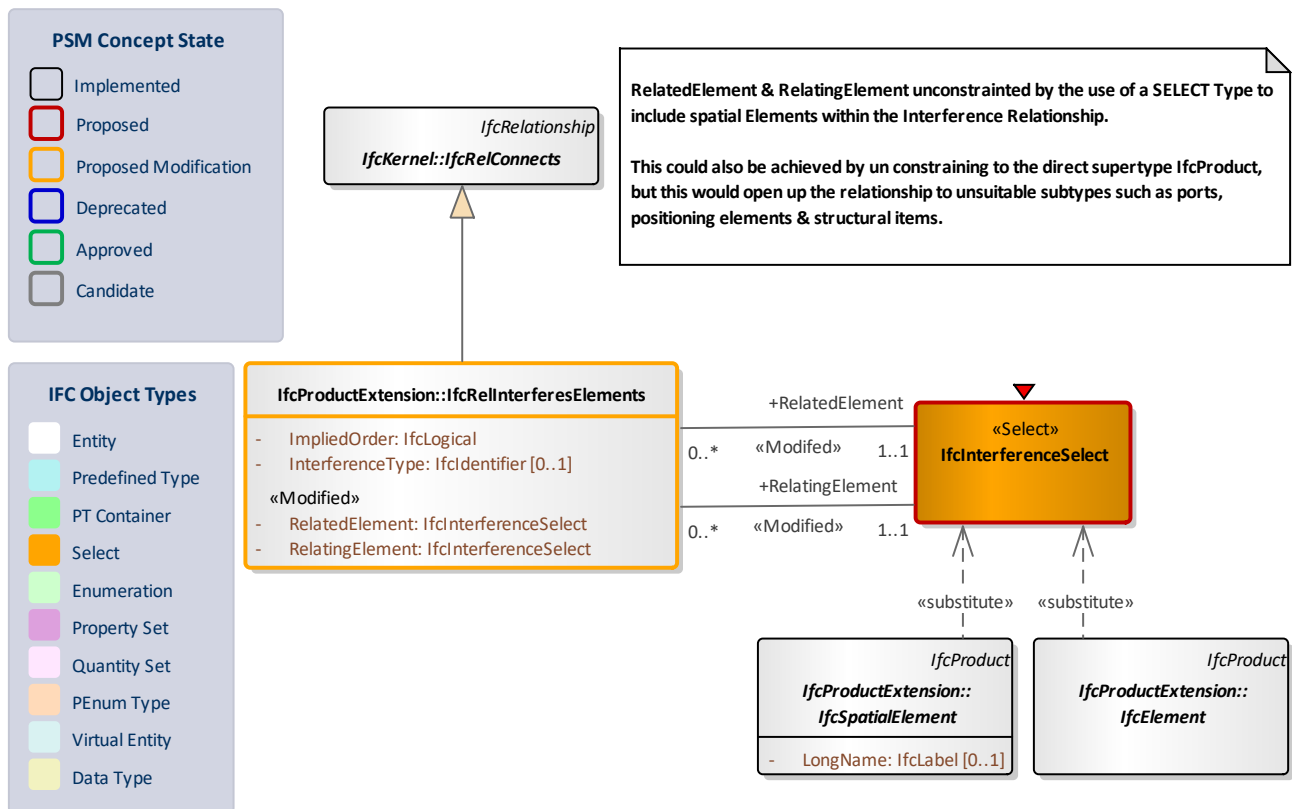 PSM Concept State
Implemented
Proposed
Proposed Modification
Deprecated
Approved
Candidate
IFC Object Types
Entity
Predefined Type
PT Container
Select
Enumeration
Property Set
Quantity Set
PEnum Type
Virtual Entity
Data Type
RelatedElement & RelatingElement unconstrainted by the use of a SELECT Type to
include spatial Elements within the Interference Relationship.
This could also be achieved by un constraining to the direct supertype IfcProduct,
but this would open up the relationship to unsuitable subtypes such as ports,
positioning elements & structural items.
IfcRelationship
IfcKernel::IfcRelConnects
IfcProductExtension::IfcRelInterferesElements
- ImpliedOrder: IfcLogical
- InterferenceType: IfcIdentifier [0..1]
«Modified»
- RelatedElement: IfcInterferenceSelect
- RelatingElement: IfcInterferenceSelect
+RelatedElement
0..* «Modifed» 1..1
+RelatingElement
0..* «Modified» 1..1
«Select»
IfcInterferenceSelect
«substitute» «substitute»
IfcProduct
IfcProductExtension::
IfcSpatialElement
- LongName: IfcLabel [0..1]
IfcProduct
IfcProductExtension::
IfcElement